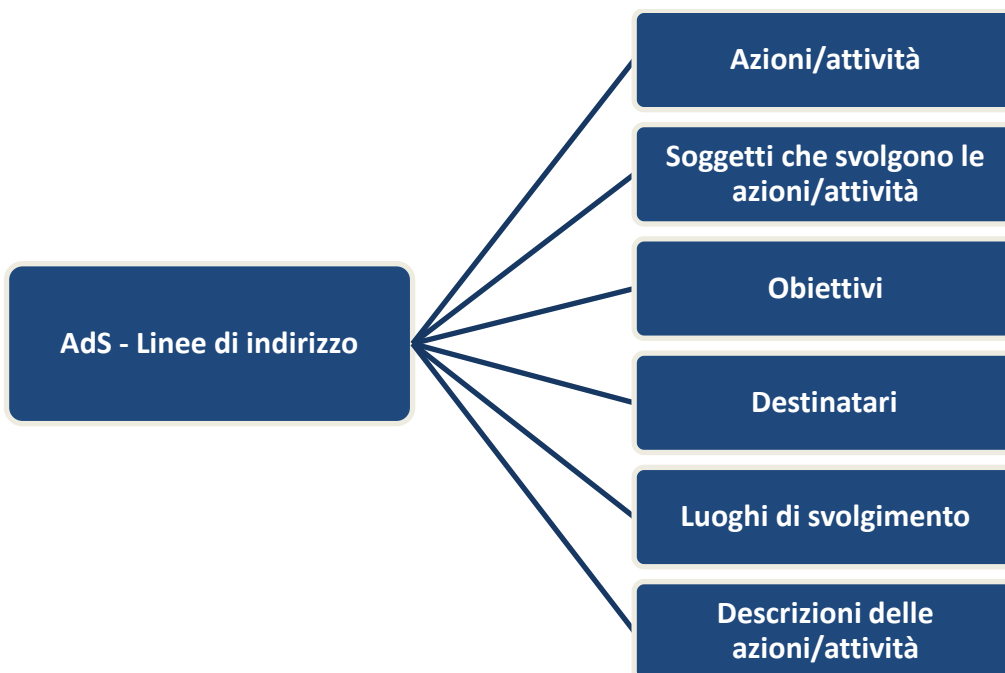 Azioni/attività
Soggetti che svolgono le
azioni/attività
Obiettivi
AdS - Linee di indirizzo
Destinatari
Luoghi di svolgimento
Descrizioni delle
azioni/attività